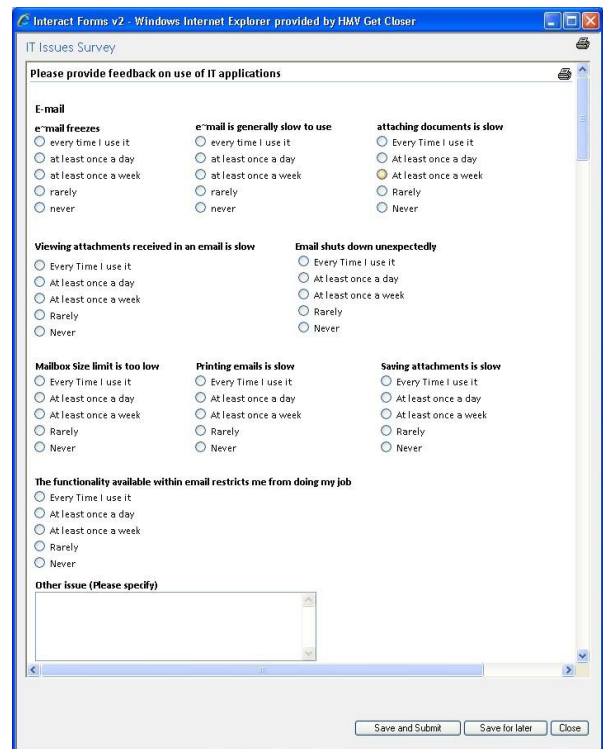 Interact Forms v2 - Windows Internet Explorer provided by HMV Get Closer
IT Issues Survey
Please provide feedback on use of IT applications
E-mail
e~mail freezes
every time I use it
at least once a day
at least once a week
rarely
never
e~mail is generally slow to use
every time I use it
at least once a day
at least once a week
rarely
never
attaching documents is slow
Every Time I use it
At least once a day
At least once a week
Rarely
Never
Viewing attachments received in an email is slow
Every Time I use it
At least once a day
At least once a week
Rarely
Never
Email shuts down unexpectedly
Every Time I use it
At least once a day
At least once a week
Rarely
Never
Mailbox Size limit is too low
Every Time I use it
At least once a day
At least once a week
Rarely
Never
Printing emails is slow
Every Time I use it
At least once a day
At least once a week
Rarely
Never
Saving attachments is slow
Every Time I use it
At least once a day
At least once a week
Rarely
Never
The functionality available within email restricts me from doing my job
Every Time I use it
At least once a day
At least once a week
Rarely
Never
Other issue (Please specify)
Save and Submit
Save for later
Close